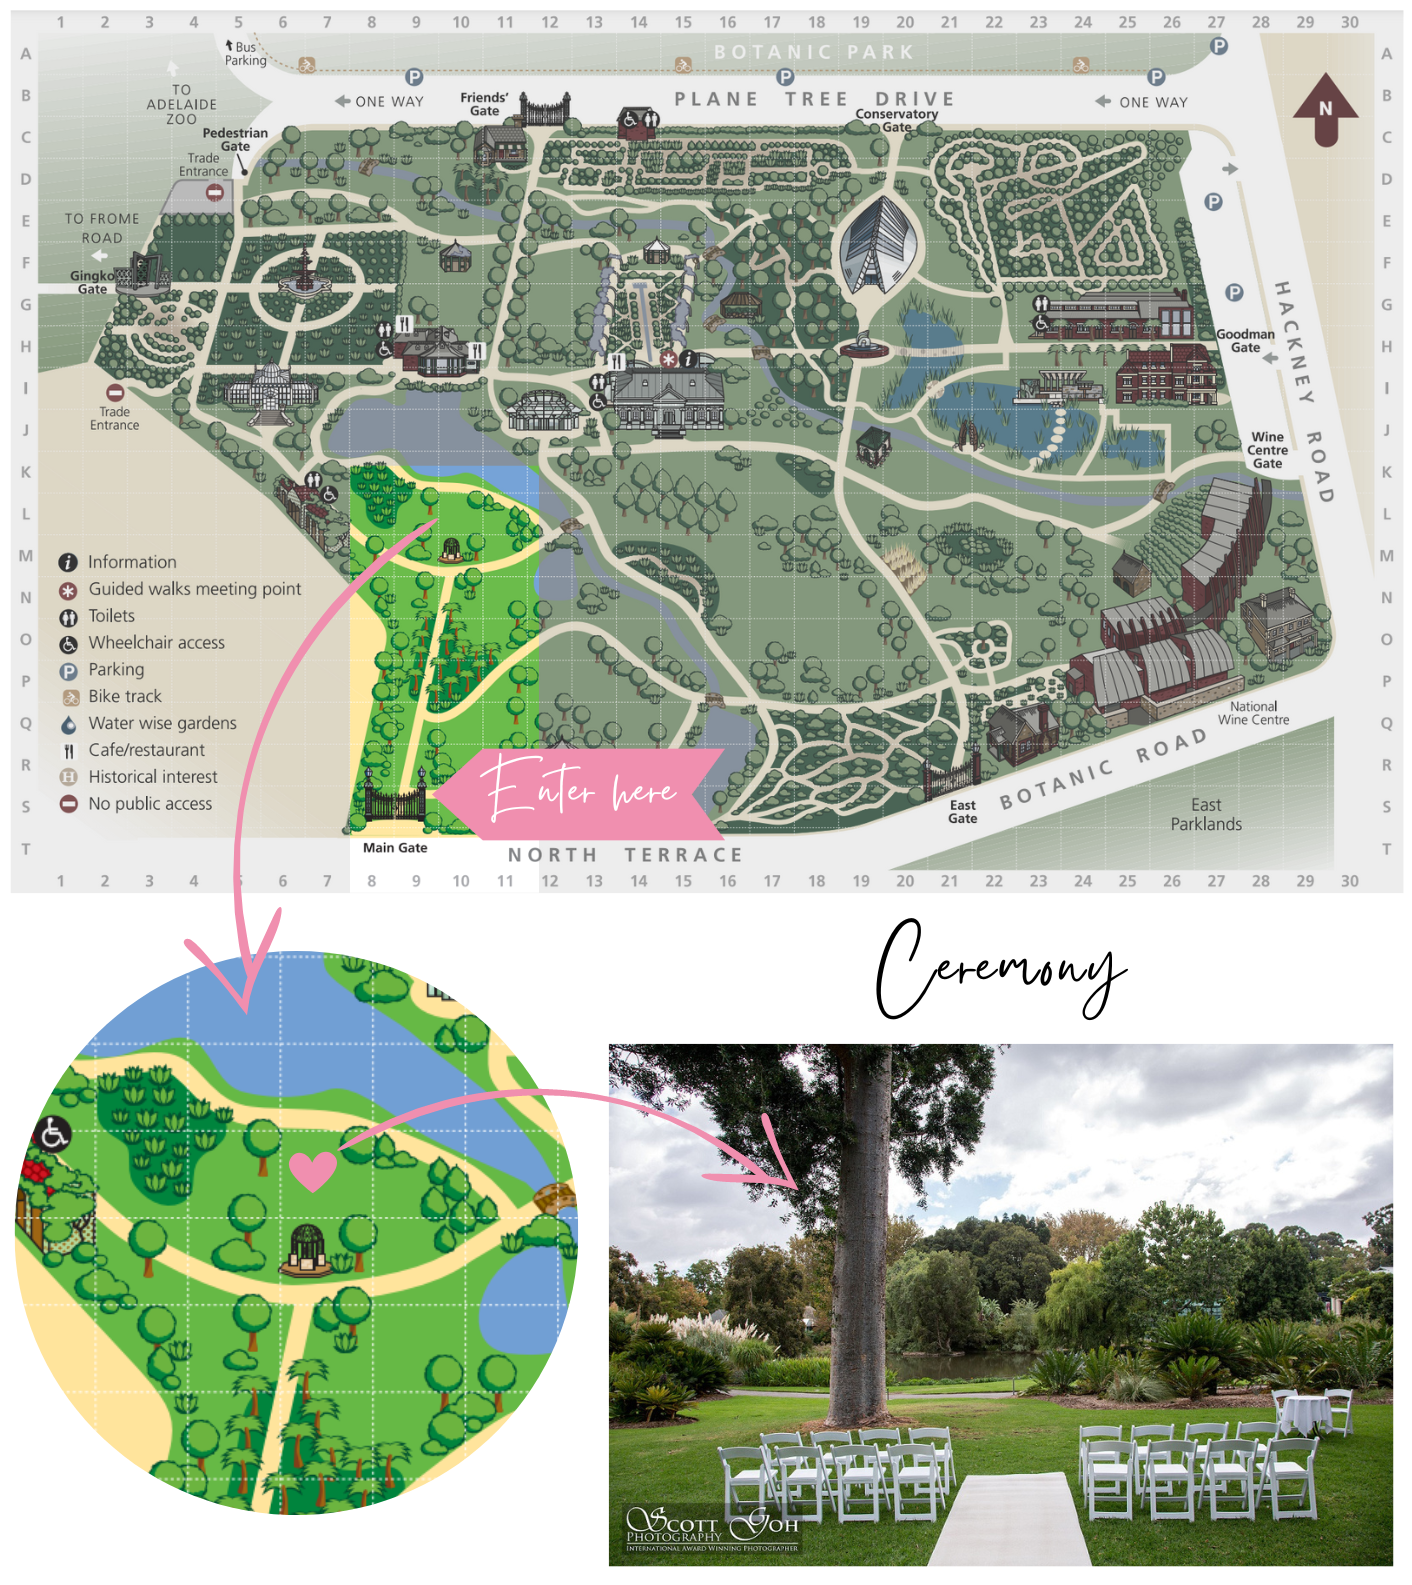 1 2 3 4 5 6 7 8 9 10 11 12 13 14 15 16 17 18 19 20 21 22 23 24 25 26 27 28 29 30
A
B
C
D
E
F
G
H
I
J
K
L
M
N
O
P
Q
R
S
T
A
B
C
D
E
F
G
H
I
J
K
L
M
N
O
P
Q
R
S
T
Bus
Parking
BOTANIC PARK
P
P
P
P
TO
ADELAIDE
ZOO
ONE WAY
Friends'
Gate
PLANE TREE DRIVE
Conservatory
Gate
ONE WAY
N
Pedestrian
Gate
Trade
Entrance
P
TO FROME
ROAD
Gingko
Gate
P
HACKNEY ROAD
Goodman
Gate
i
Trade
Entrance
Wine
Centre
Gate
i Information
Guided walks meeting point
Toilets
Wheelchair access
P Parking
Bike track
Water wise gardens
Cafe/restaurant
H Historical interest
No public access
National
Wine Centre
BOTANIC ROAD
Enter here
East
Gate
East
Parklands
Main Gate
NORTH TERRACE
1 2 3 4 5 6 7 8 9 10 11 12 13 14 15 16 17 18 19 20 21 22 23 24 25 26 27 28 29 30
Ceremony
SCOTT GOH
PHOTOGRAPHY
INTERNATIONAL AWARD WINNING PHOTOGRAPHER